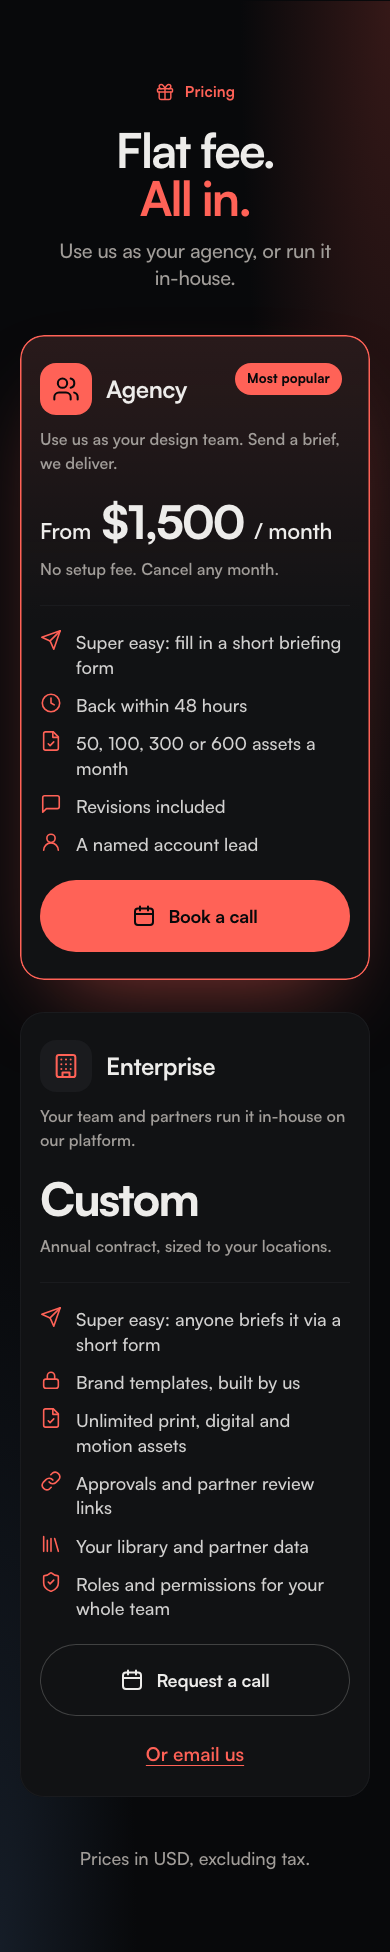 Pricing
Flat fee.
All in.
Use us as your agency, or run it
in-house.
Agency
Most popular
Use us as your design team. Send a brief,
we deliver.
From $1,500 / month
No setup fee. Cancel any month.
Super easy: fill in a short briefing
form
Back within 48 hours
50, 100, 300 or 600 assets a
month
Revisions included
A named account lead
Book a call
Enterprise
Your team and partners run it in-house on
our platform.
Custom
Annual contract, sized to your locations.
Super easy: anyone briefs it via a
short form
Brand templates, built by us
Unlimited print, digital and
motion assets
Approvals and partner review
links
Your library and partner data
Roles and permissions for your
whole team
Request a call
Or email us
Prices in USD, excluding tax.